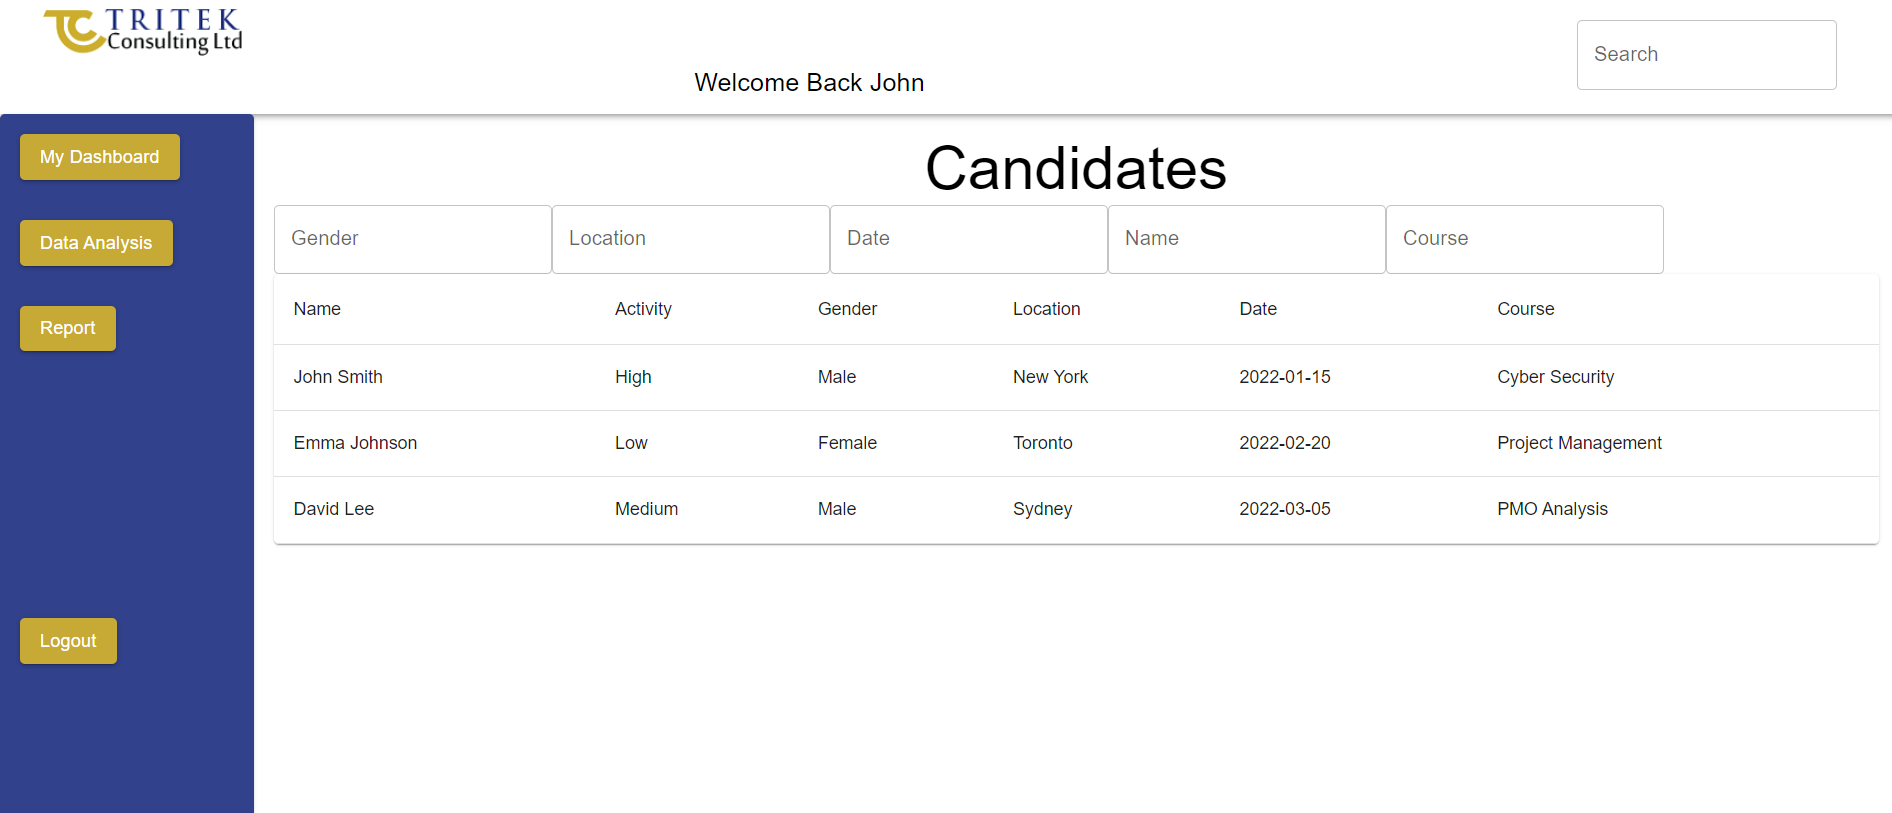 TRITEK
Consulting Ltd
Search
Welcome Back John
My Dashboard
Data Analysis
Report
Logout
Candidates
Gender Location Date Name Course
Name Activity Gender Location Date Course
John Smith High Male New York 2022-01-15 Cyber Security
Emma Johnson Low Female Toronto 2022-02-20 Project Management
David Lee Medium Male Sydney 2022-03-05 PMO Analysis